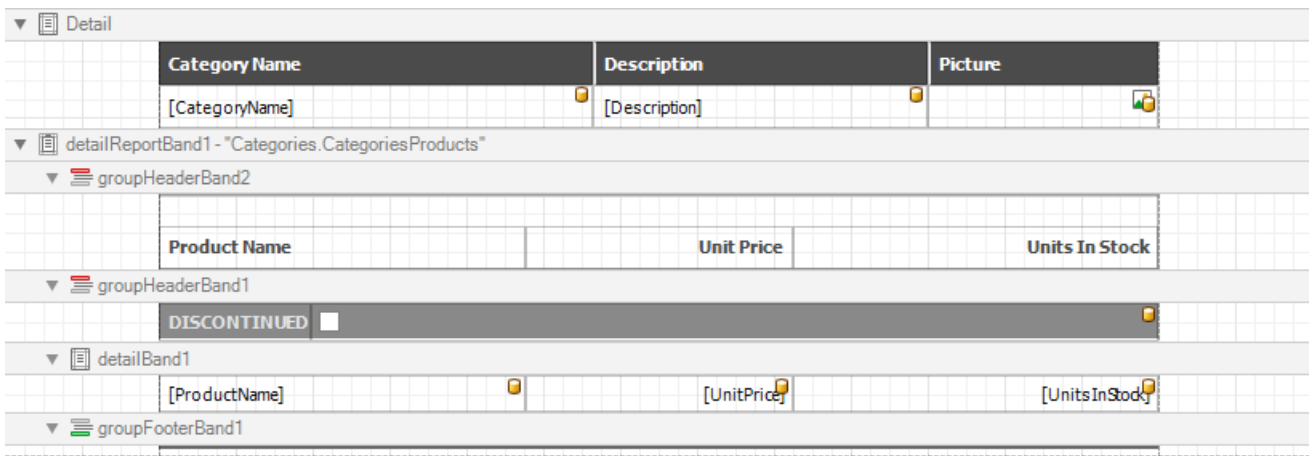 Detail
Category Name Description Picture
[CategoryName] [Description]
detailReportBand1 - "Categories.CategoriesProducts"
groupHeaderBand2
Product Name Unit Price Units In Stock
groupHeaderBand1
DISCONTINUED
detailBand1
[ProductName] [UnitPrice] [UnitsInStock]
groupFooterBand1